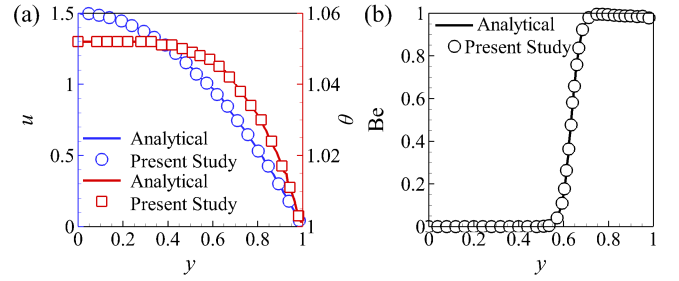 (a)
1.5
1
0.5
0
u
1.06
1.04
1.02
1
θ
Analytical
Present Study
Analytical
Present Study
0 0.2 0.4 0.6 0.8 1
y
(b)
1
0.8
0.6
0.4
0.2
0
Be
Analytical
Present Study
0 0.2 0.4 0.6 0.8 1
y